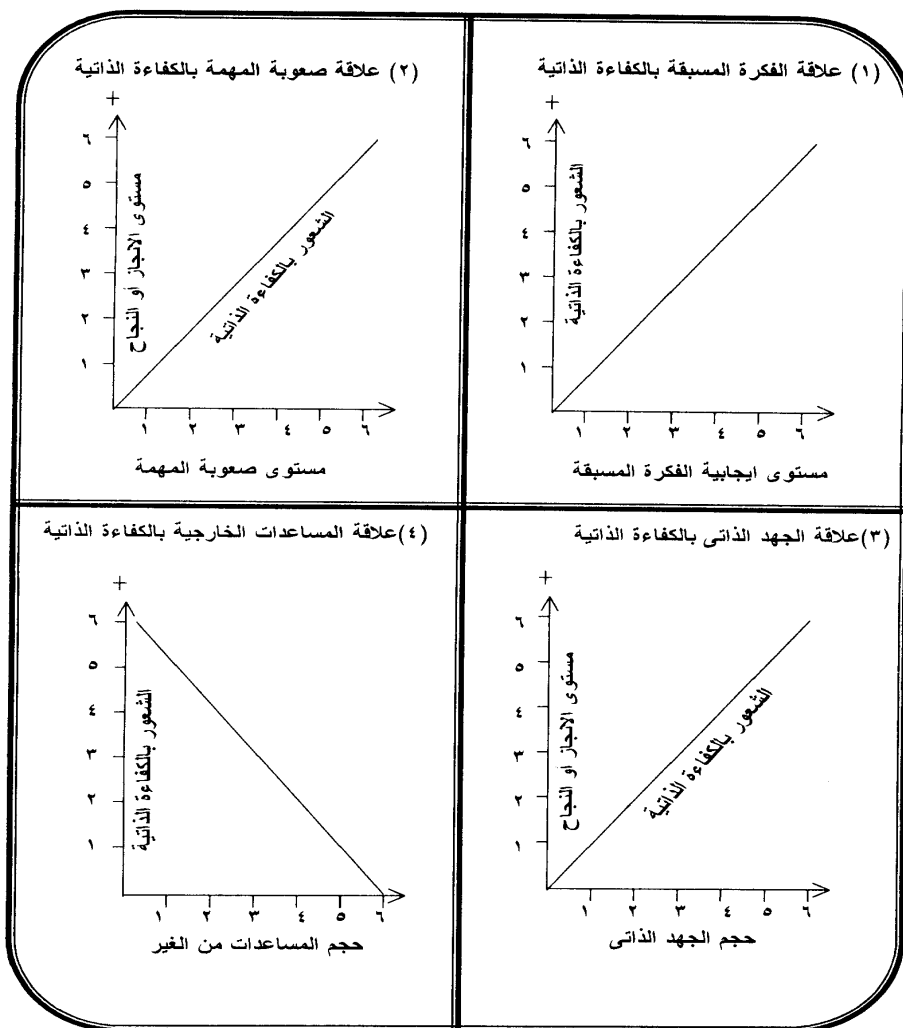 (١) علاقة الفكرة المسبقة بالكفاءة الذاتية
+
٦
٥
٤
٣
٢
١
الشعور بالكفاءة الذاتية
١ ٢ ٣ ٤ ٥ ٦
مستوى ايجابية الفكرة المسبقة
(٢) علاقة صعوبة المهمة بالكفاءة الذاتية
+
٦
٥
٤
٣
٢
١
مستوى الانجاز او النجاح
الشعور بالكفاءة الذاتية
١ ٢ ٣ ٤ ٥ ٦
مستوى صعوبة المهمة
(٣)علاقة الجهد الذاتى بالكفاءة الذاتية
+
٦
٥
٤
٣
٢
١
مستوى الانجاز او النجاح
الشعور بالكفاءة الذاتية
١ ٢ ٣ ٤ ٥ ٦
حجم الجهد الذاتى
(٤)علاقة المساعدات الخارجية بالكفاءة الذاتية
+
٦
٥
٤
٣
٢
١
الشعور بالكفاءة الذاتية
١ ٢ ٣ ٤ ٥ ٦
حجم المساعدات من الغير